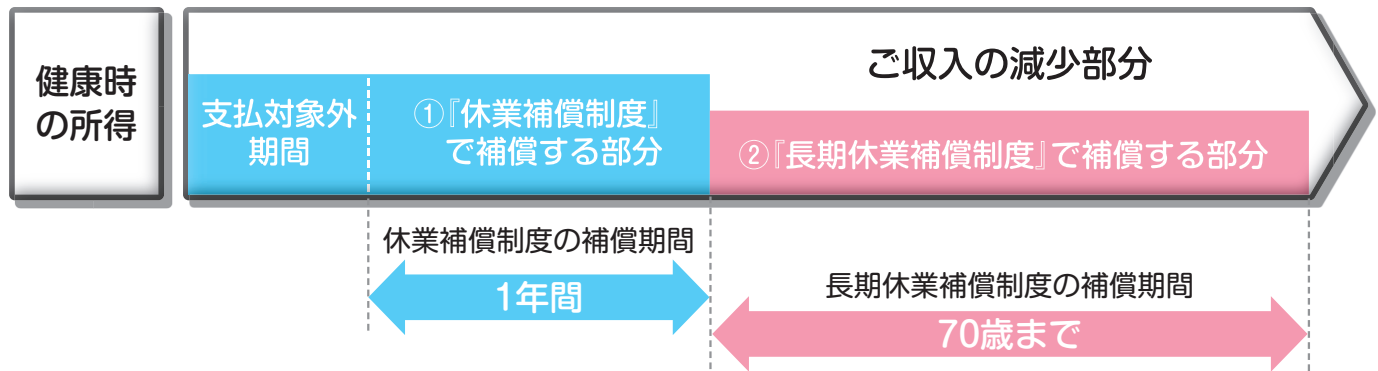 健康時
の所得
ご収入の減少部分
支払対象外
期間
①『休業補償制度』
で補償する部分
②『長期休業補償制度』で補償する部分
休業補償制度の補償期間
1年間
長期休業補償制度の補償期間
70歳まで